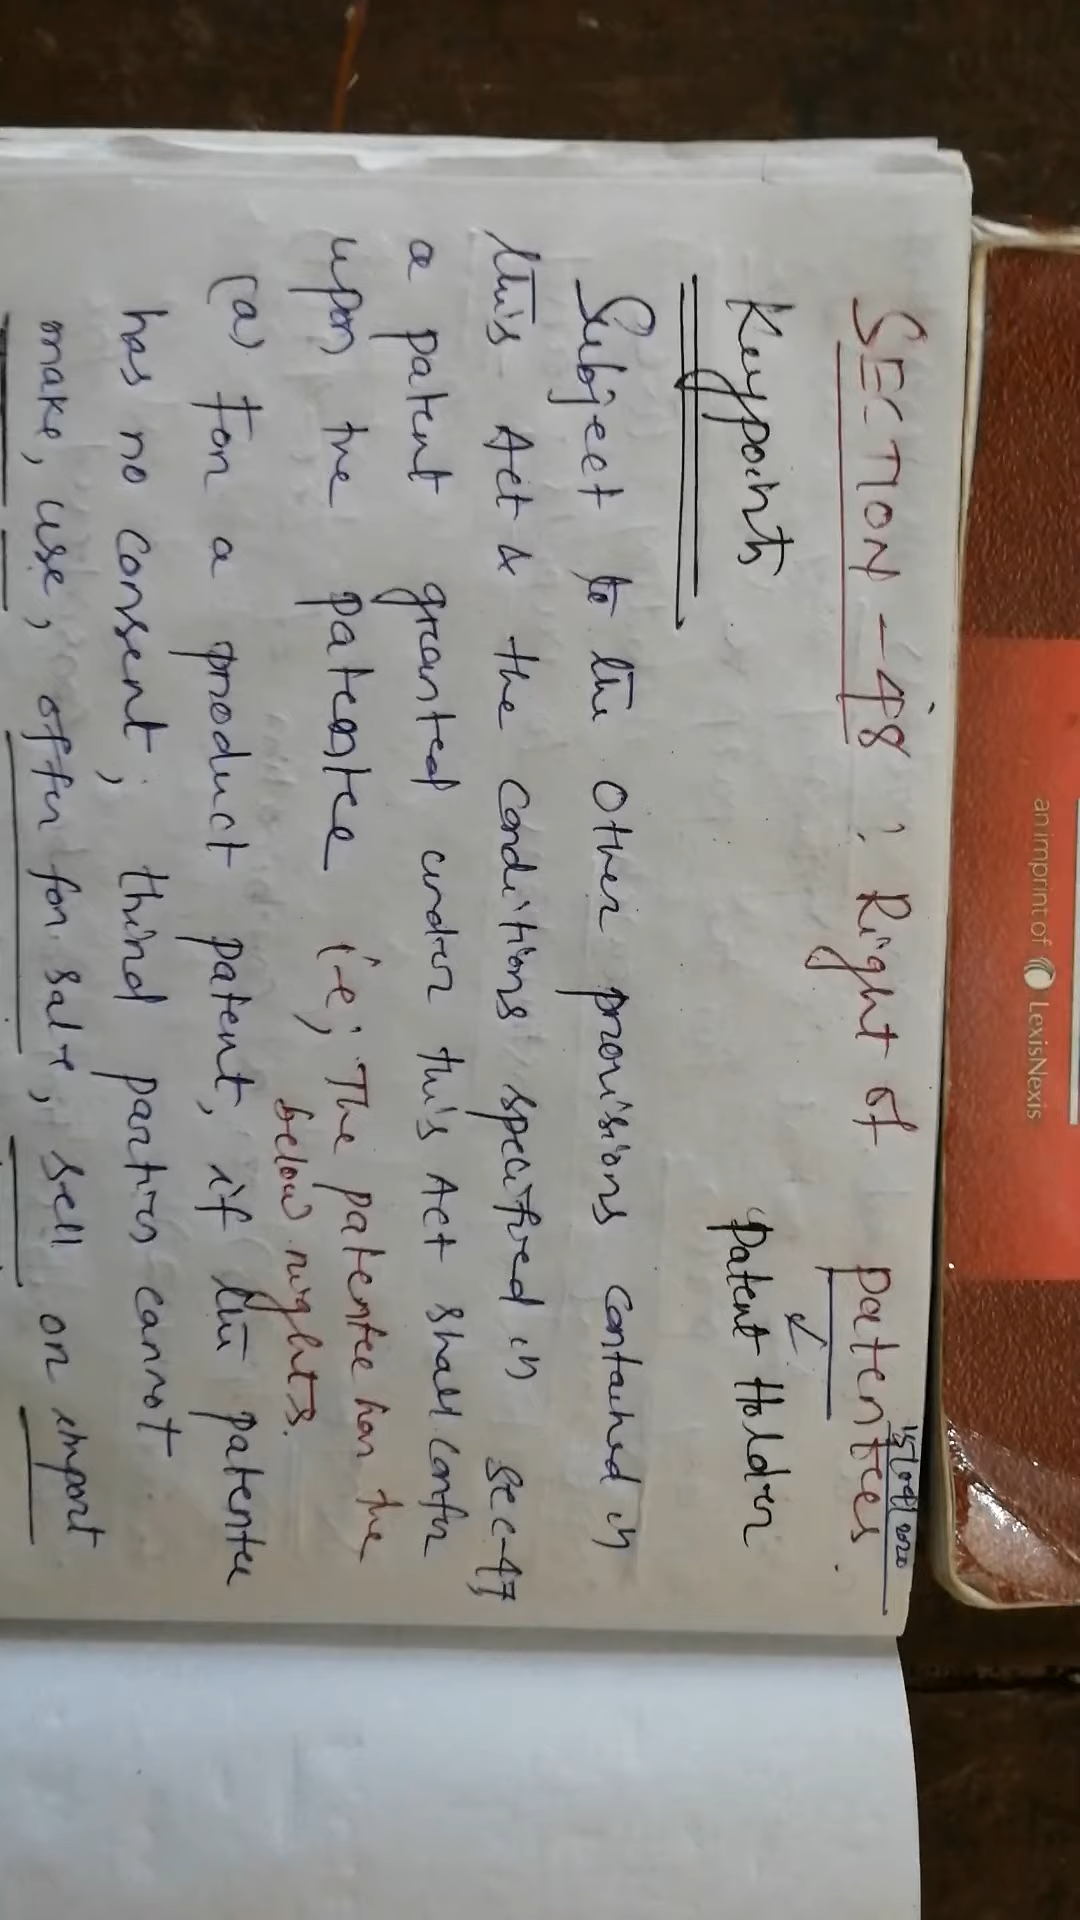 an imprint of LexisNexis
15/09/2020
SECTION-48 : Right of patentees.
Keypoints
Patent Holder
Subject to the other provisions contained in
this Act & the conditions specified in sec-47,
a patent granted under this Act shall confer
upon the patentee i.e; The patentee has the
below rights.
(a) For a product patent, if the patentee
has no consent, third parties cannot
make, use, offer for sale, sell or import